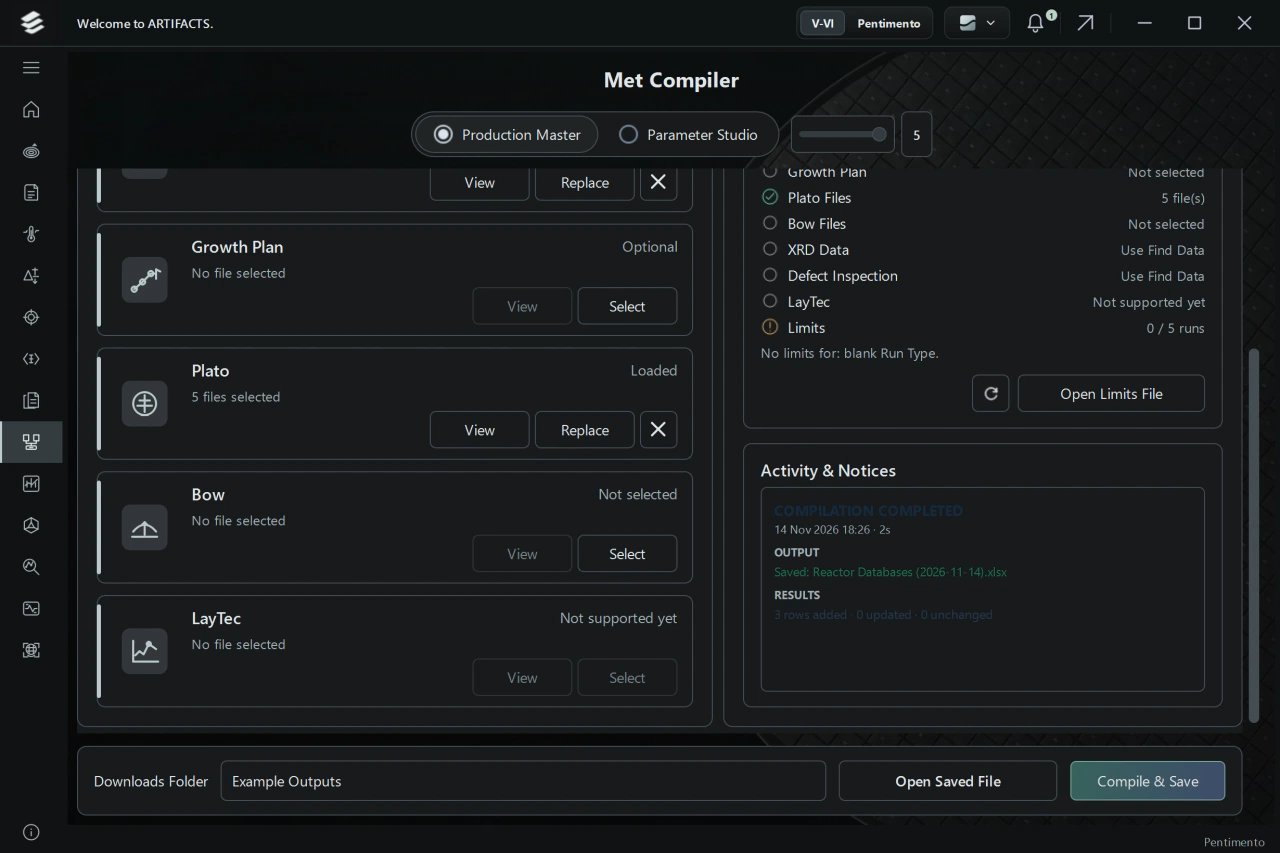 Welcome to ARTIFACTS.
V-VI
Pentimento
1
Met Compiler
Production Master
Parameter Studio
5
View
Replace
Growth Plan
Optional
No file selected
View
Select
Plato
Loaded
5 files selected
View
Replace
Bow
Not selected
No file selected
View
Select
LayTec
Not supported yet
No file selected
View
Select
Growth Plan
Not selected
Plato Files
5 file(s)
Bow Files
Not selected
XRD Data
Use Find Data
Defect Inspection
Use Find Data
LayTec
Not supported yet
Limits
0 / 5 runs
No limits for: blank Run Type.
Open Limits File
Activity & Notices
COMPILATION COMPLETED
14 Nov 2026 18:26 · 2s
OUTPUT
Saved: Reactor Databases (2026-11-14).xlsx
RESULTS
3 rows added · 0 updated · 0 unchanged
Downloads Folder
Example Outputs
Open Saved File
Compile & Save
Pentimento